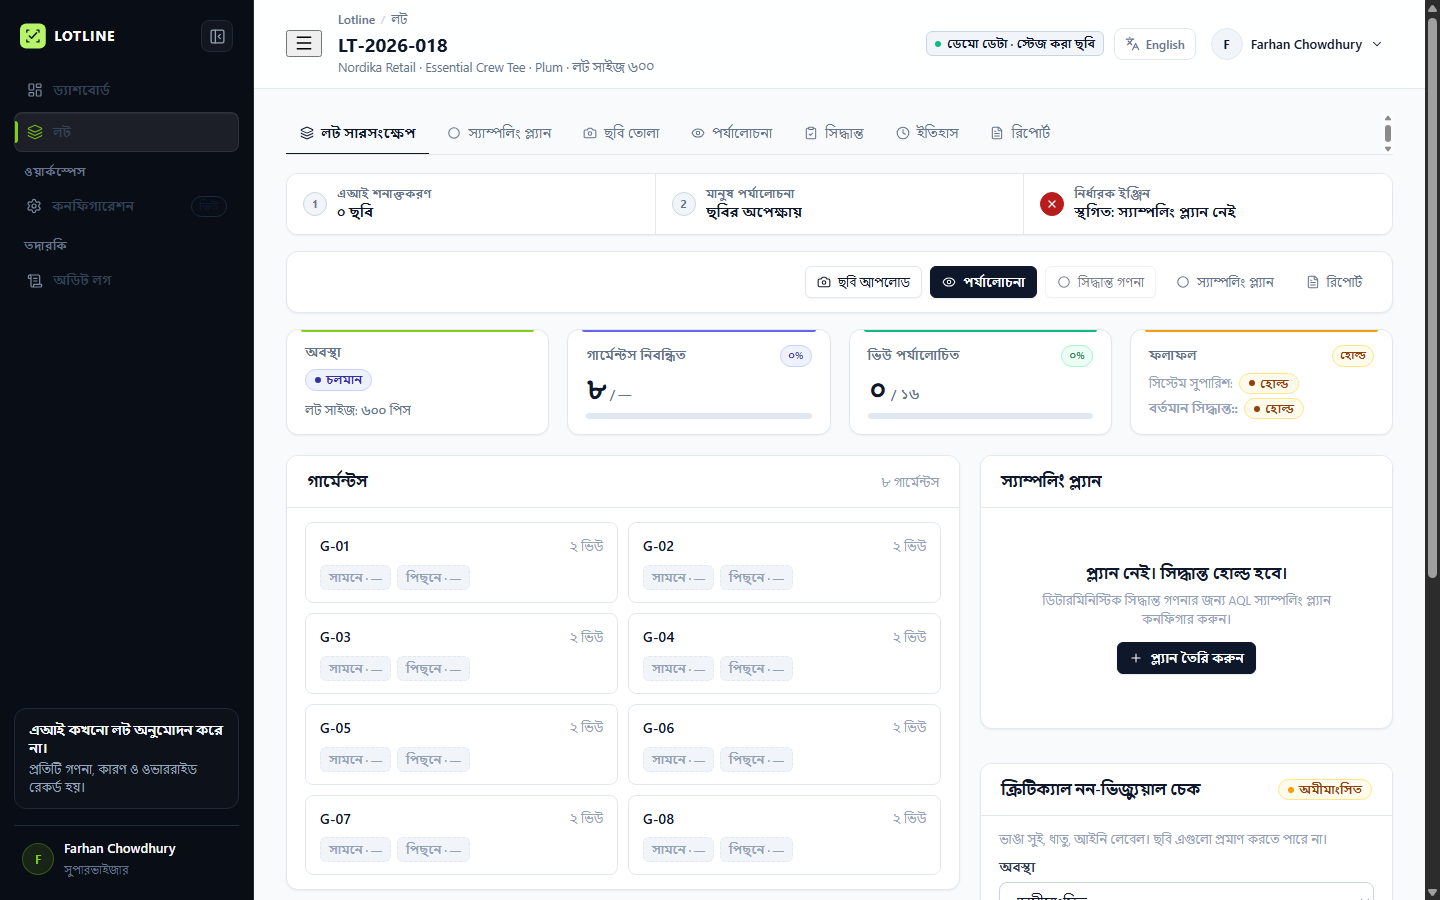 LOTLINE
ড্যাশবোর্ড
লট
ওয়ার্কস্পেস
কনফিগারেশন
তদারকি
অডিট লগ
এআই কখনো লট অনুমোদন করে
না।
প্রতিটি গণনা, কারণ ও ওভাররাইড
রেকর্ড হয়।
F
Farhan Chowdhury
সুপারভাইজার
Lotline / লট
LT-2026-018
Nordika Retail · Essential Crew Tee · Plum · লট সাইজ ৬০০
ডেমো ডেটা · স্টেজ করা ছবি
English
F Farhan Chowdhury
লট সারসংক্ষেপ
স্যাম্পলিং প্ল্যান
ছবি তোলা
পর্যালোচনা
সিদ্ধান্ত
ইতিহাস
রিপোর্ট
1
এআই শনাক্তকরণ
০ ছবি
2
মানুষ পর্যালোচনা
ছবির অপেক্ষায়
নির্ধারক ইঞ্জিন
স্থগিত: স্যাম্পলিং প্ল্যান নেই
ছবি আপলোড
পর্যালোচনা
সিদ্ধান্ত গণনা
স্যাম্পলিং প্ল্যান
রিপোর্ট
অবস্থা
চলমান
লট সাইজ: ৬০০ পিস
গার্মেন্টস নিবন্ধিত ০%
৮ / —
ভিউ পর্যালোচিত ০%
০ / ১৬
ফলাফল হোল্ড
সিস্টেম সুপারিশ: হোল্ড
বর্তমান সিদ্ধান্ত:: হোল্ড
গার্মেন্টস
৮ গার্মেন্টস
G-01 ২ ভিউ
সামনে · — পিছনে · —
G-02 ২ ভিউ
সামনে · — পিছনে · —
G-03 ২ ভিউ
সামনে · — পিছনে · —
G-04 ২ ভিউ
সামনে · — পিছনে · —
G-05 ২ ভিউ
সামনে · — পিছনে · —
G-06 ২ ভিউ
সামনে · — পিছনে · —
G-07 ২ ভিউ
সামনে · — পিছনে · —
G-08 ২ ভিউ
সামনে · — পিছনে · —
স্যাম্পলিং প্ল্যান
প্ল্যান নেই। সিদ্ধান্ত হোল্ড হবে।
ডিটারমিনিস্টিক সিদ্ধান্ত গণনার জন্য AQL স্যাম্পলিং প্ল্যান
কনফিগার করুন।
+ প্ল্যান তৈরি করুন
ক্রিটিক্যাল নন-ভিজ্যুয়াল চেক অমীমাংসিত
ভাঙা সুই, ধাতু, আইনি লেবেল। ছবি এগুলো প্রমাণ করতে পারে না।
অবস্থা
অমীমাংসিত